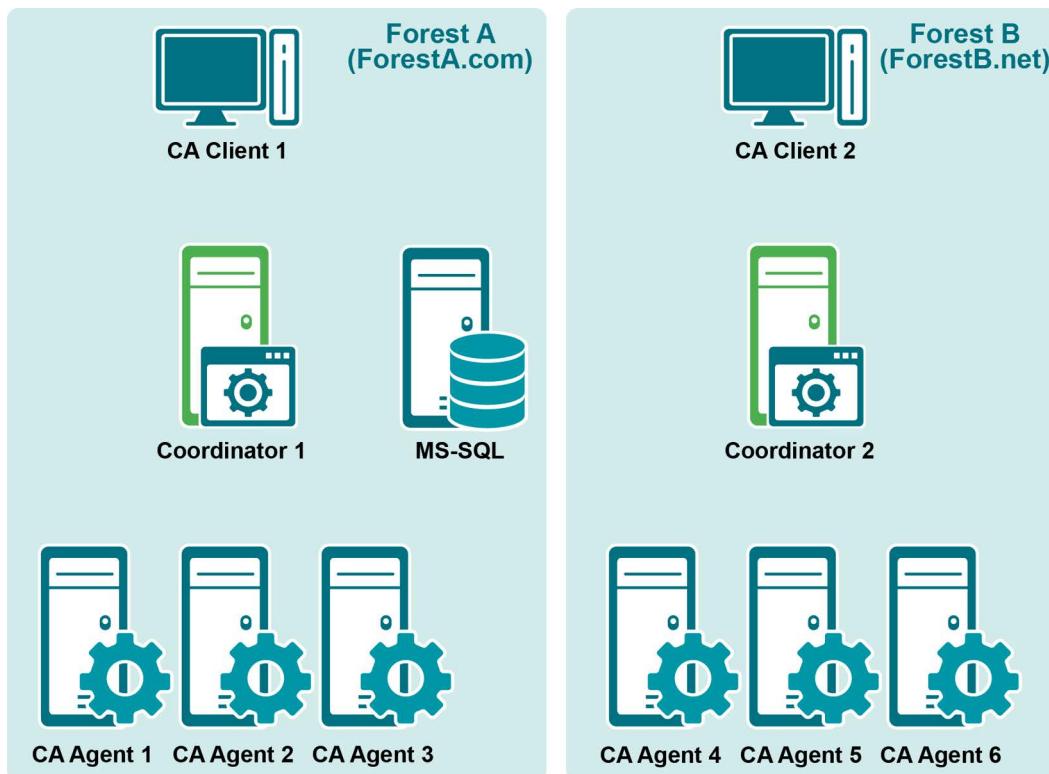 Forest A
(ForestA.com)
CA Client 1
Coordinator 1
MS-SQL
CA Agent 1
CA Agent 2
CA Agent 3
Forest B
(ForestB.net)
CA Client 2
Coordinator 2
CA Agent 4
CA Agent 5
CA Agent 6